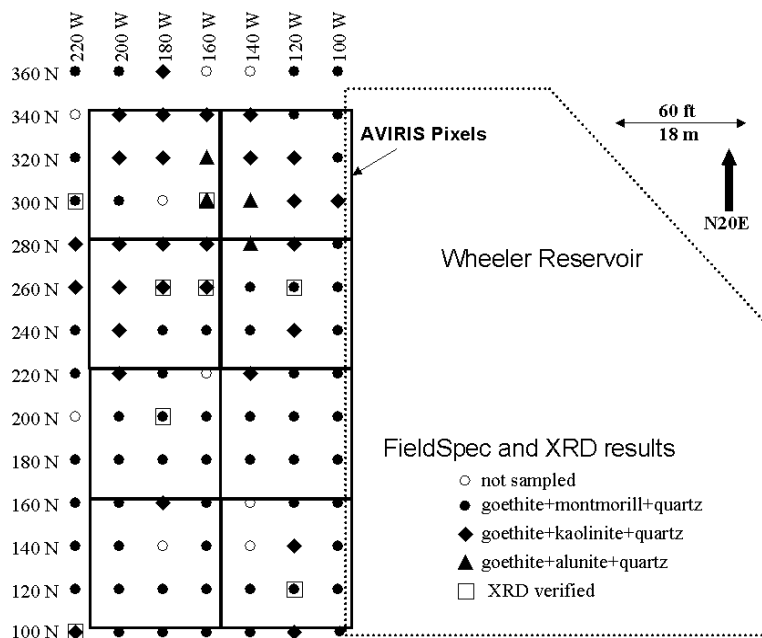 220 W
200 W
180 W
160 W
140 W
120 W
100 W
360 N
340 N
320 N
300 N
280 N
260 N
240 N
220 N
200 N
180 N
160 N
140 N
120 N
100 N
AVIRIS Pixels
60 ft
18 m
N20E
Wheeler Reservoir
FieldSpec and XRD results
not sampled
goethite+montmorill+quartz
goethite+kaolinite+quartz
goethite+alunite+quartz
XRD verified